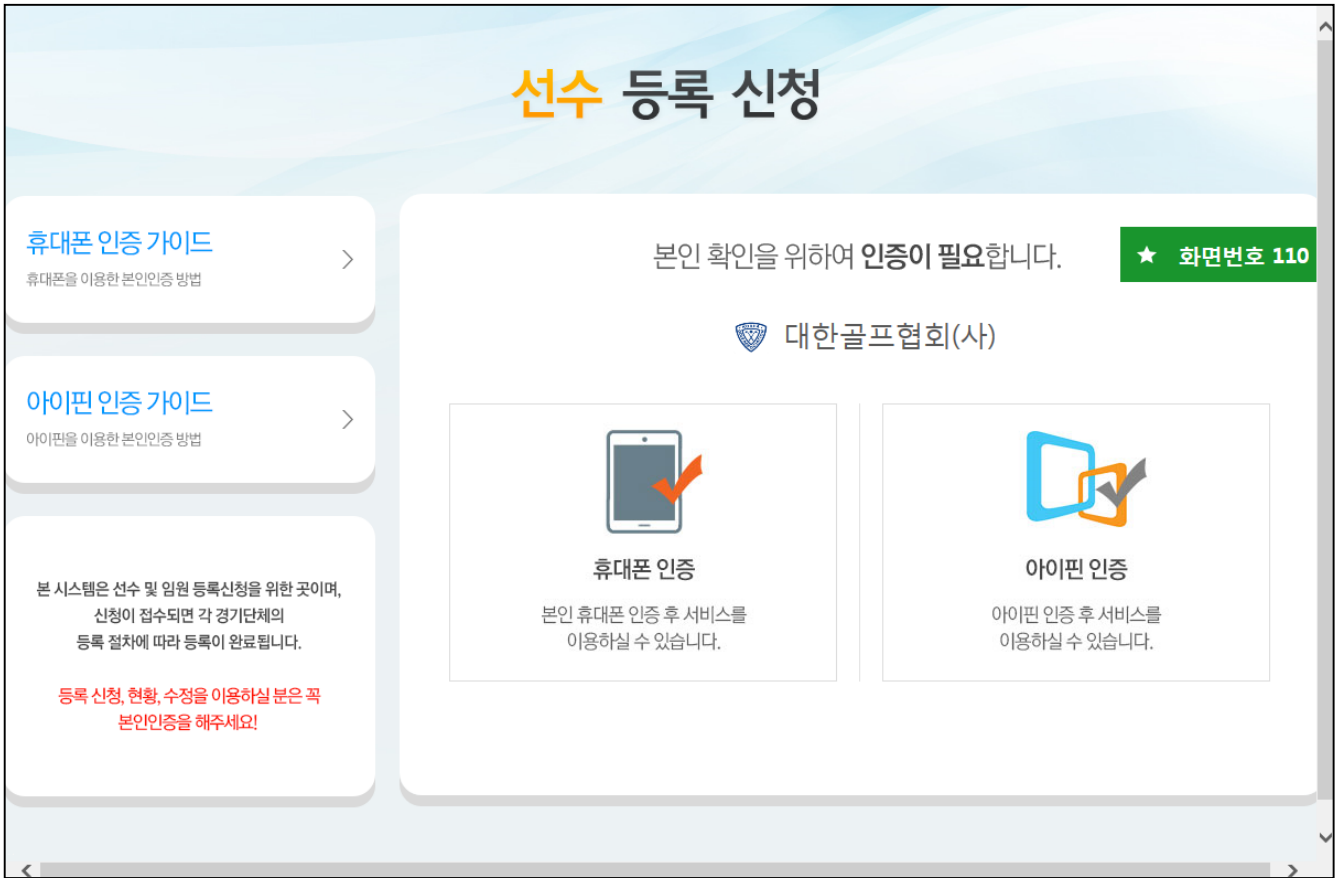 선수 등록 신청
휴대폰 인증 가이드
휴대폰을 이용한 본인인증 방법
아이핀 인증 가이드
아이핀을 이용한 본인인증 방법
본 시스템은 선수 및 임원 등록신청을 위한 곳이며,
신청이 접수되면 각 경기단체의
등록 절차에 따라 등록이 완료됩니다.
등록 신청, 현황, 수정을 이용하실 분은 꼭
본인인증을 해주세요!
본인 확인을 위하여 인증이 필요합니다.
★ 화면번호 110
대한골프협회(사)
휴대폰 인증
본인 휴대폰 인증 후 서비스를
이용하실 수 있습니다.
아이핀 인증
아이핀 인증 후 서비스를
이용하실 수 있습니다.